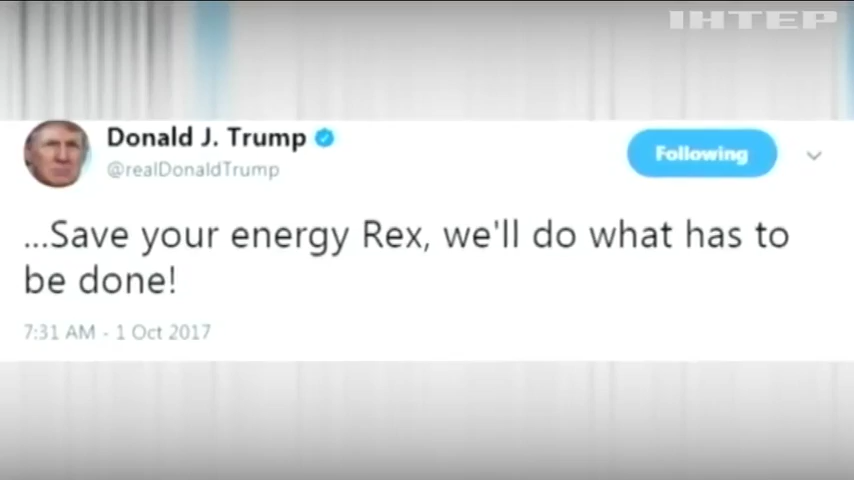 ІНТЕР
Donald J. Trump
@realDonaldTrump
Following
...Save your energy Rex, we'll do what has to
be done!
7:31 AM - 1 Oct 2017